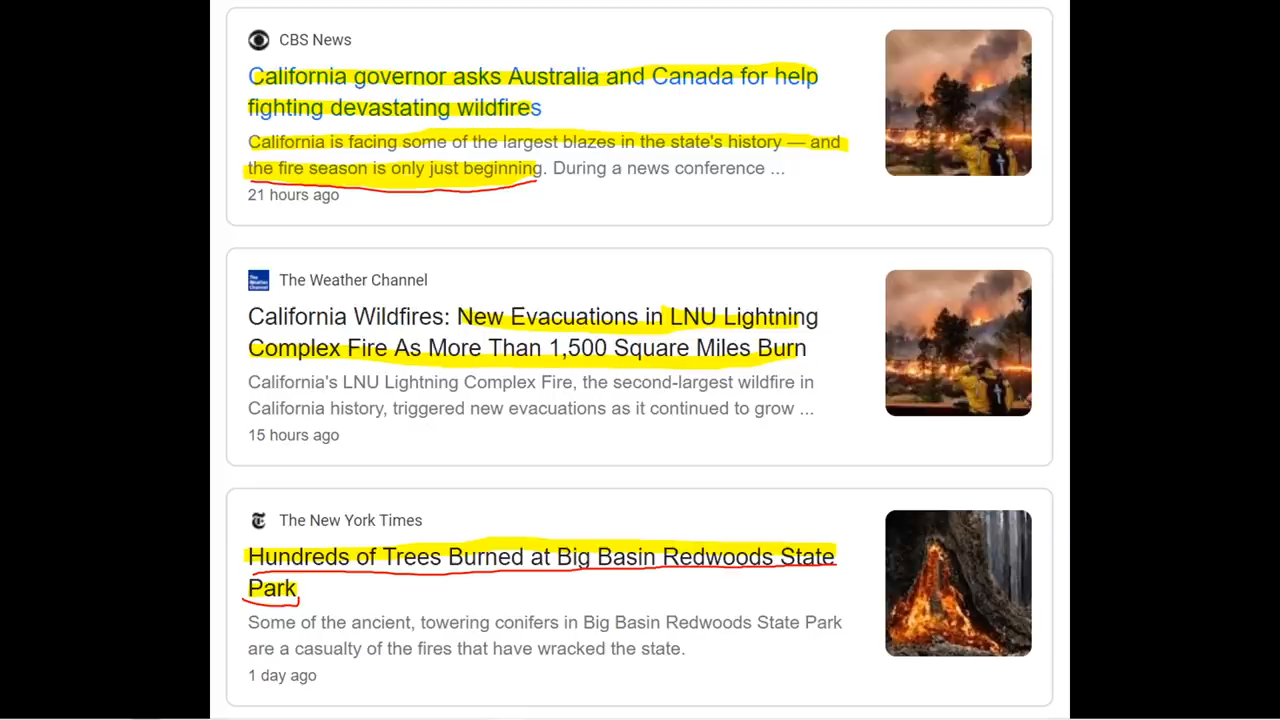 CBS News
California governor asks Australia and Canada for help
fighting devastating wildfires
California is facing some of the largest blazes in the state's history — and
the fire season is only just beginning. During a news conference ...
21 hours ago
The Weather Channel
California Wildfires: New Evacuations in LNU Lightning
Complex Fire As More Than 1,500 Square Miles Burn
California's LNU Lightning Complex Fire, the second-largest wildfire in
California history, triggered new evacuations as it continued to grow ...
15 hours ago
The New York Times
Hundreds of Trees Burned at Big Basin Redwoods State
Park
Some of the ancient, towering conifers in Big Basin Redwoods State Park
are a casualty of the fires that have wracked the state.
1 day ago